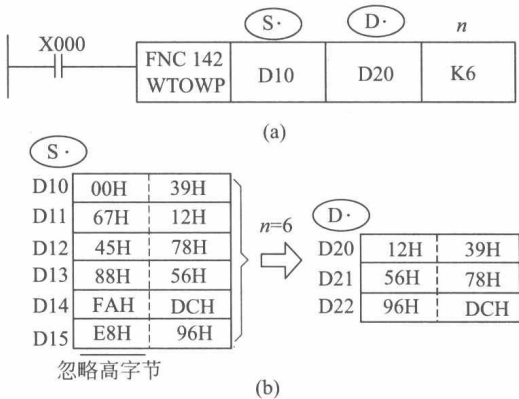 S· D· n
X000
FNC 142 WTOWP D10 D20 K6
(a)
S·
D10 00H 39H
D11 67H 12H
D12 45H 78H
D13 88H 56H
D14 FAH DCH
D15 E8H 96H
忽略高字节
n=6
D·
D20 12H 39H
D21 56H 78H
D22 96H DCH
(b)